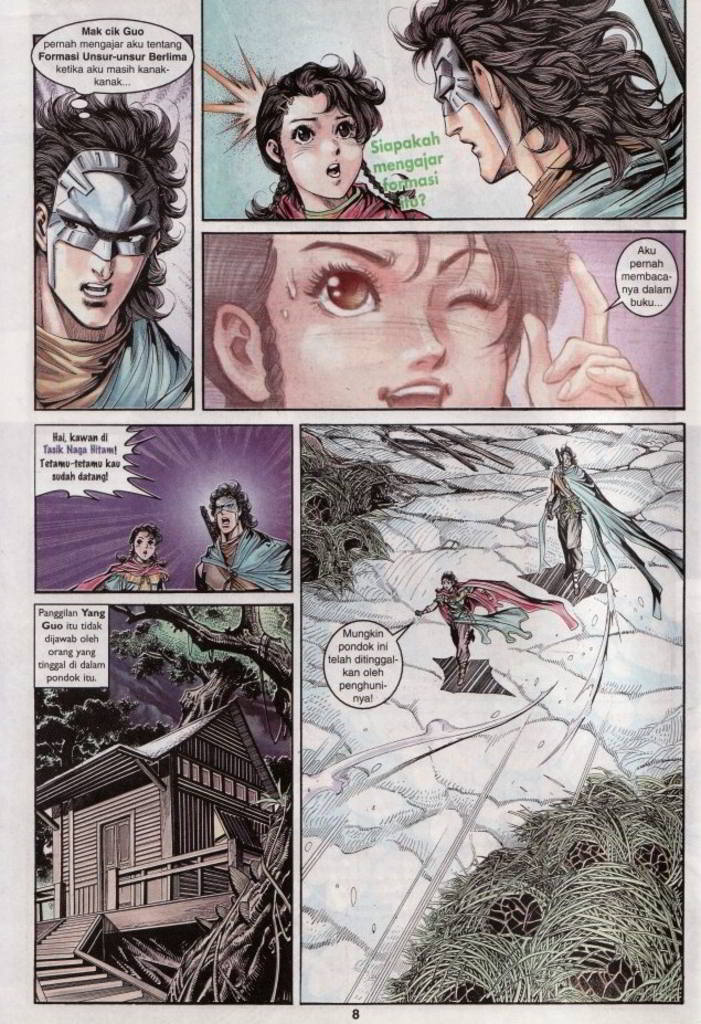 Mak cik Guo
pernah mengajar aku tentang
Formasi Unsur-unsur Berlima
ketika aku masih kanak-
kanak...
Siapakah
mengajar
formasi
itu?
Aku
pernah
membaca-
nya dalam
buku...
Hai, kawan di
Tasik Naga Hitam!
Tetamu-tetamu kau
sudah datang!
Panggilan Yang
Guo itu tidak
dijawab oleh
orang yang
tinggal di dalam
pondok itu.
Mungkin
pondok ini
telah ditinggal-
kan oleh
penghuni-
nya!
8